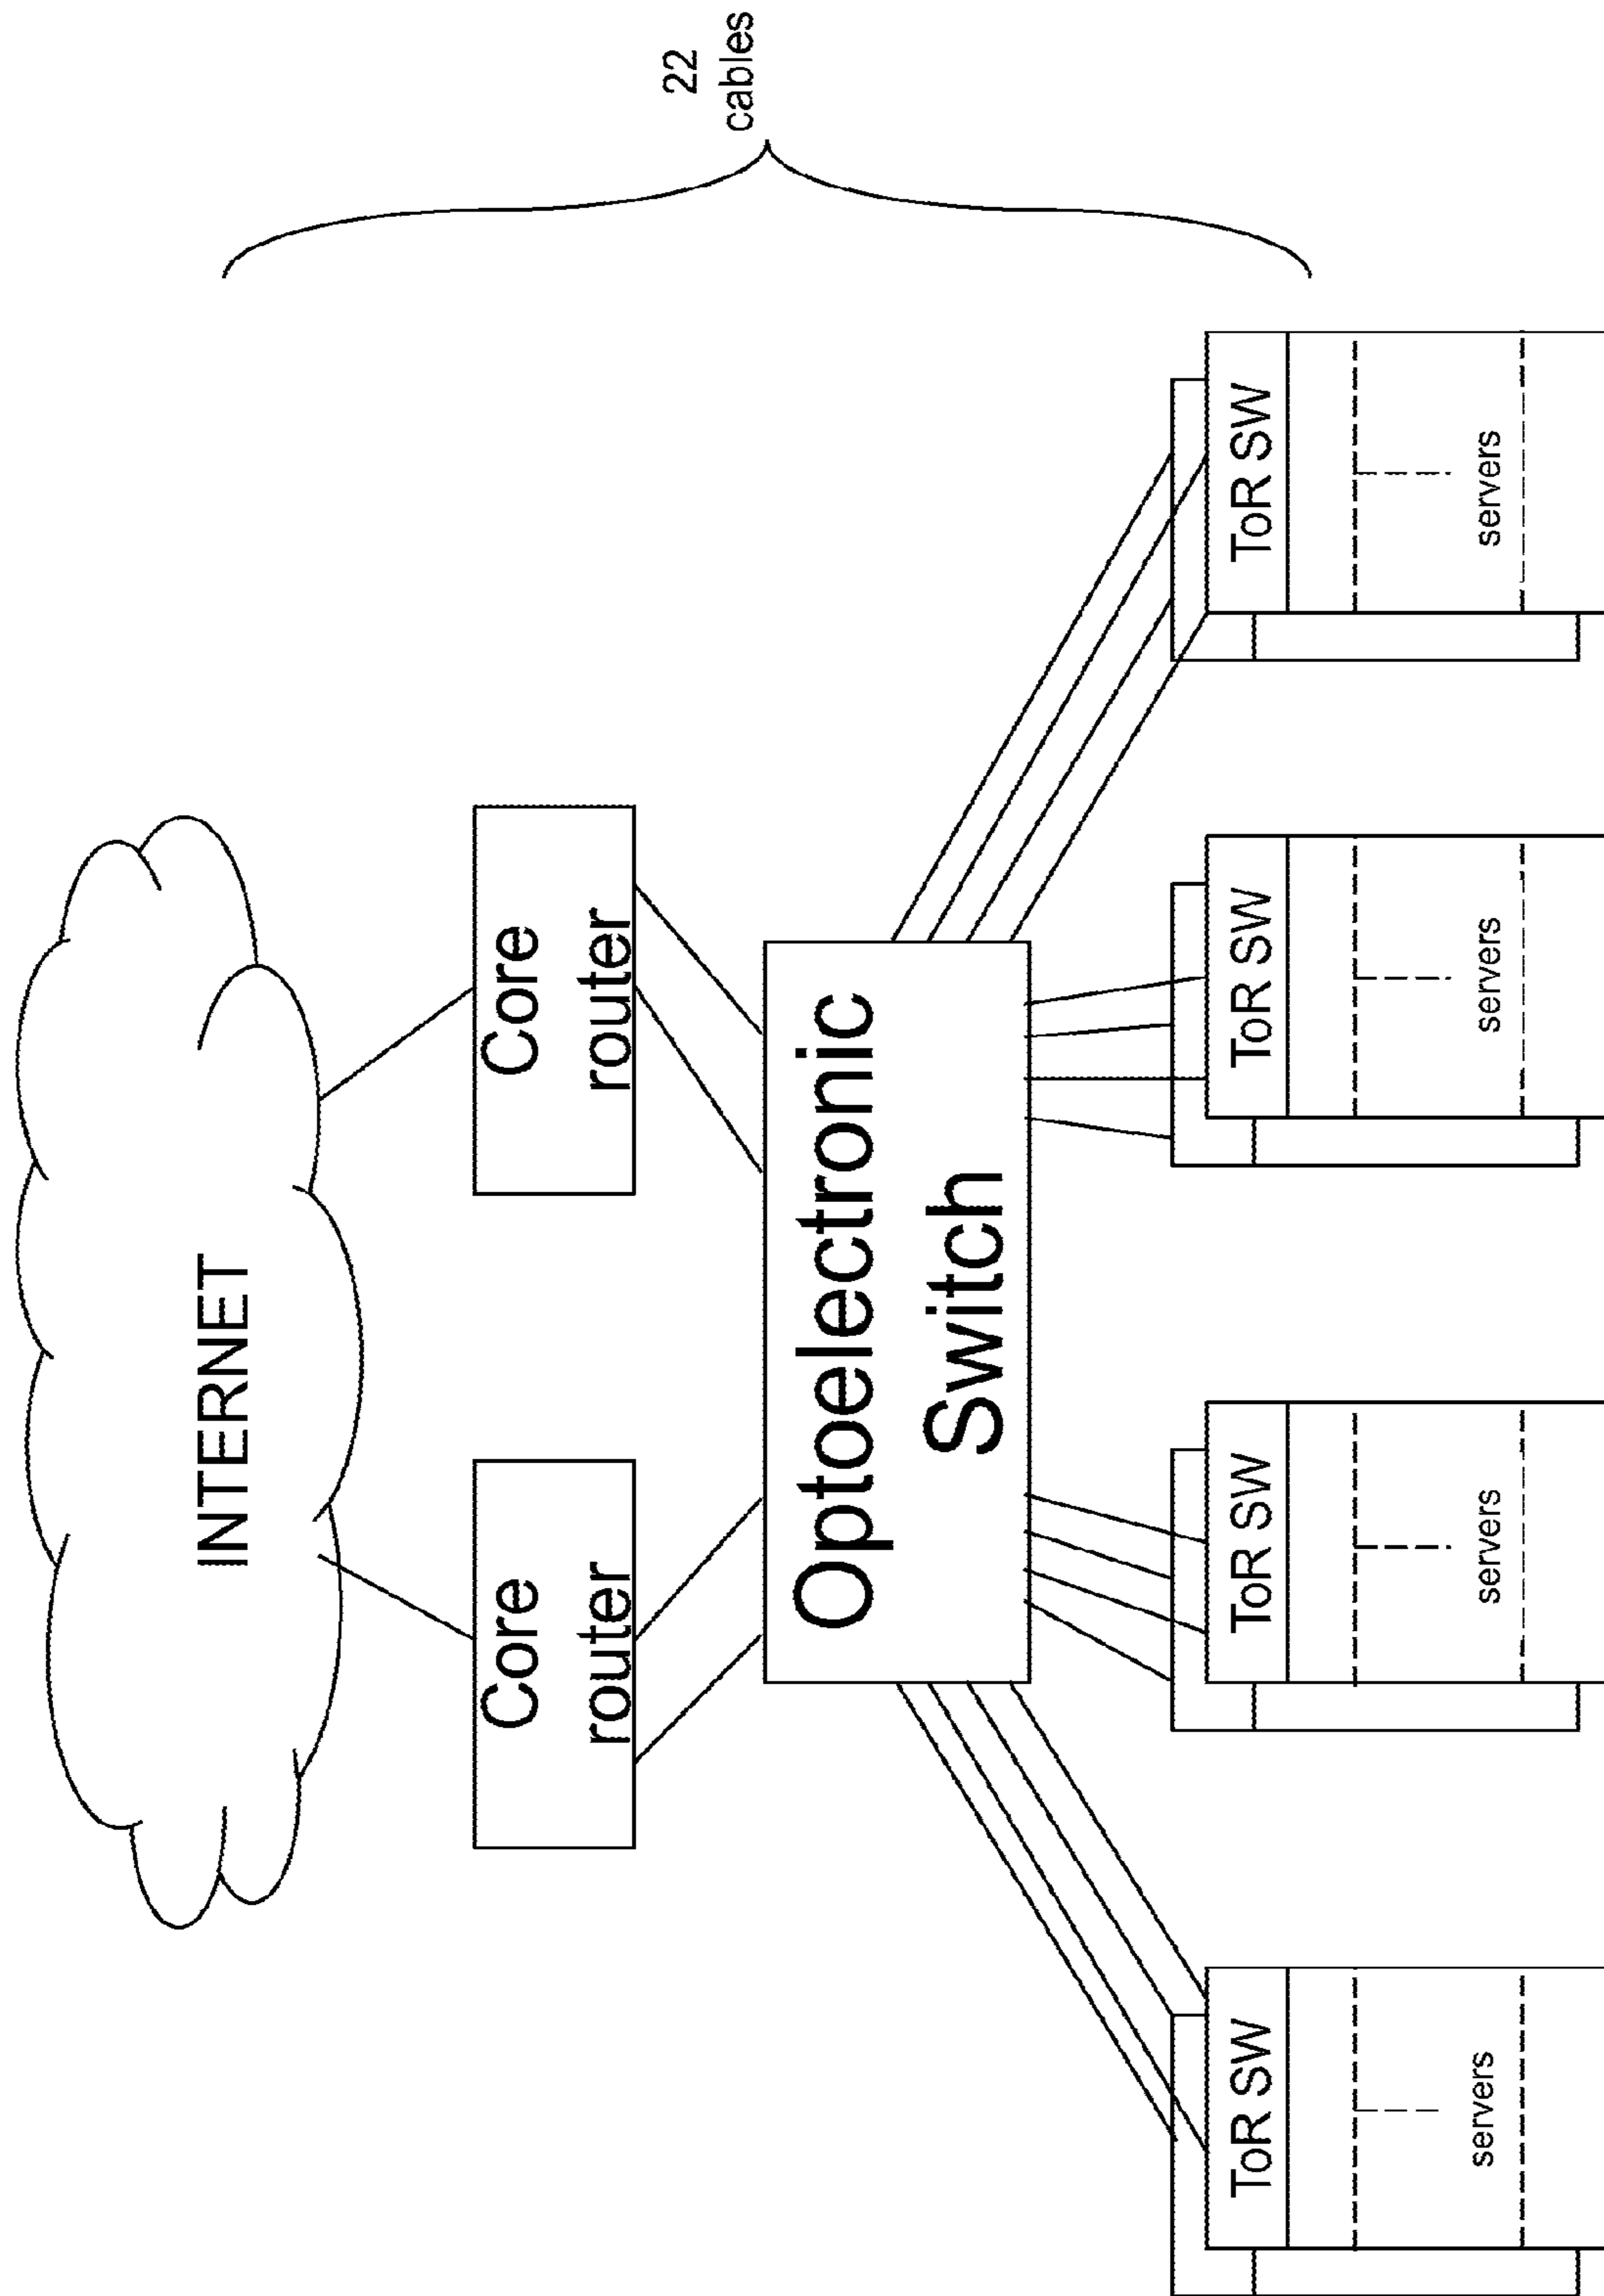 INTERNET
22
cables
Core
router
Core
router
Optoelectronic
Switch
ToR SW
servers
ToR SW
servers
ToR SW
servers
ToR SW
servers